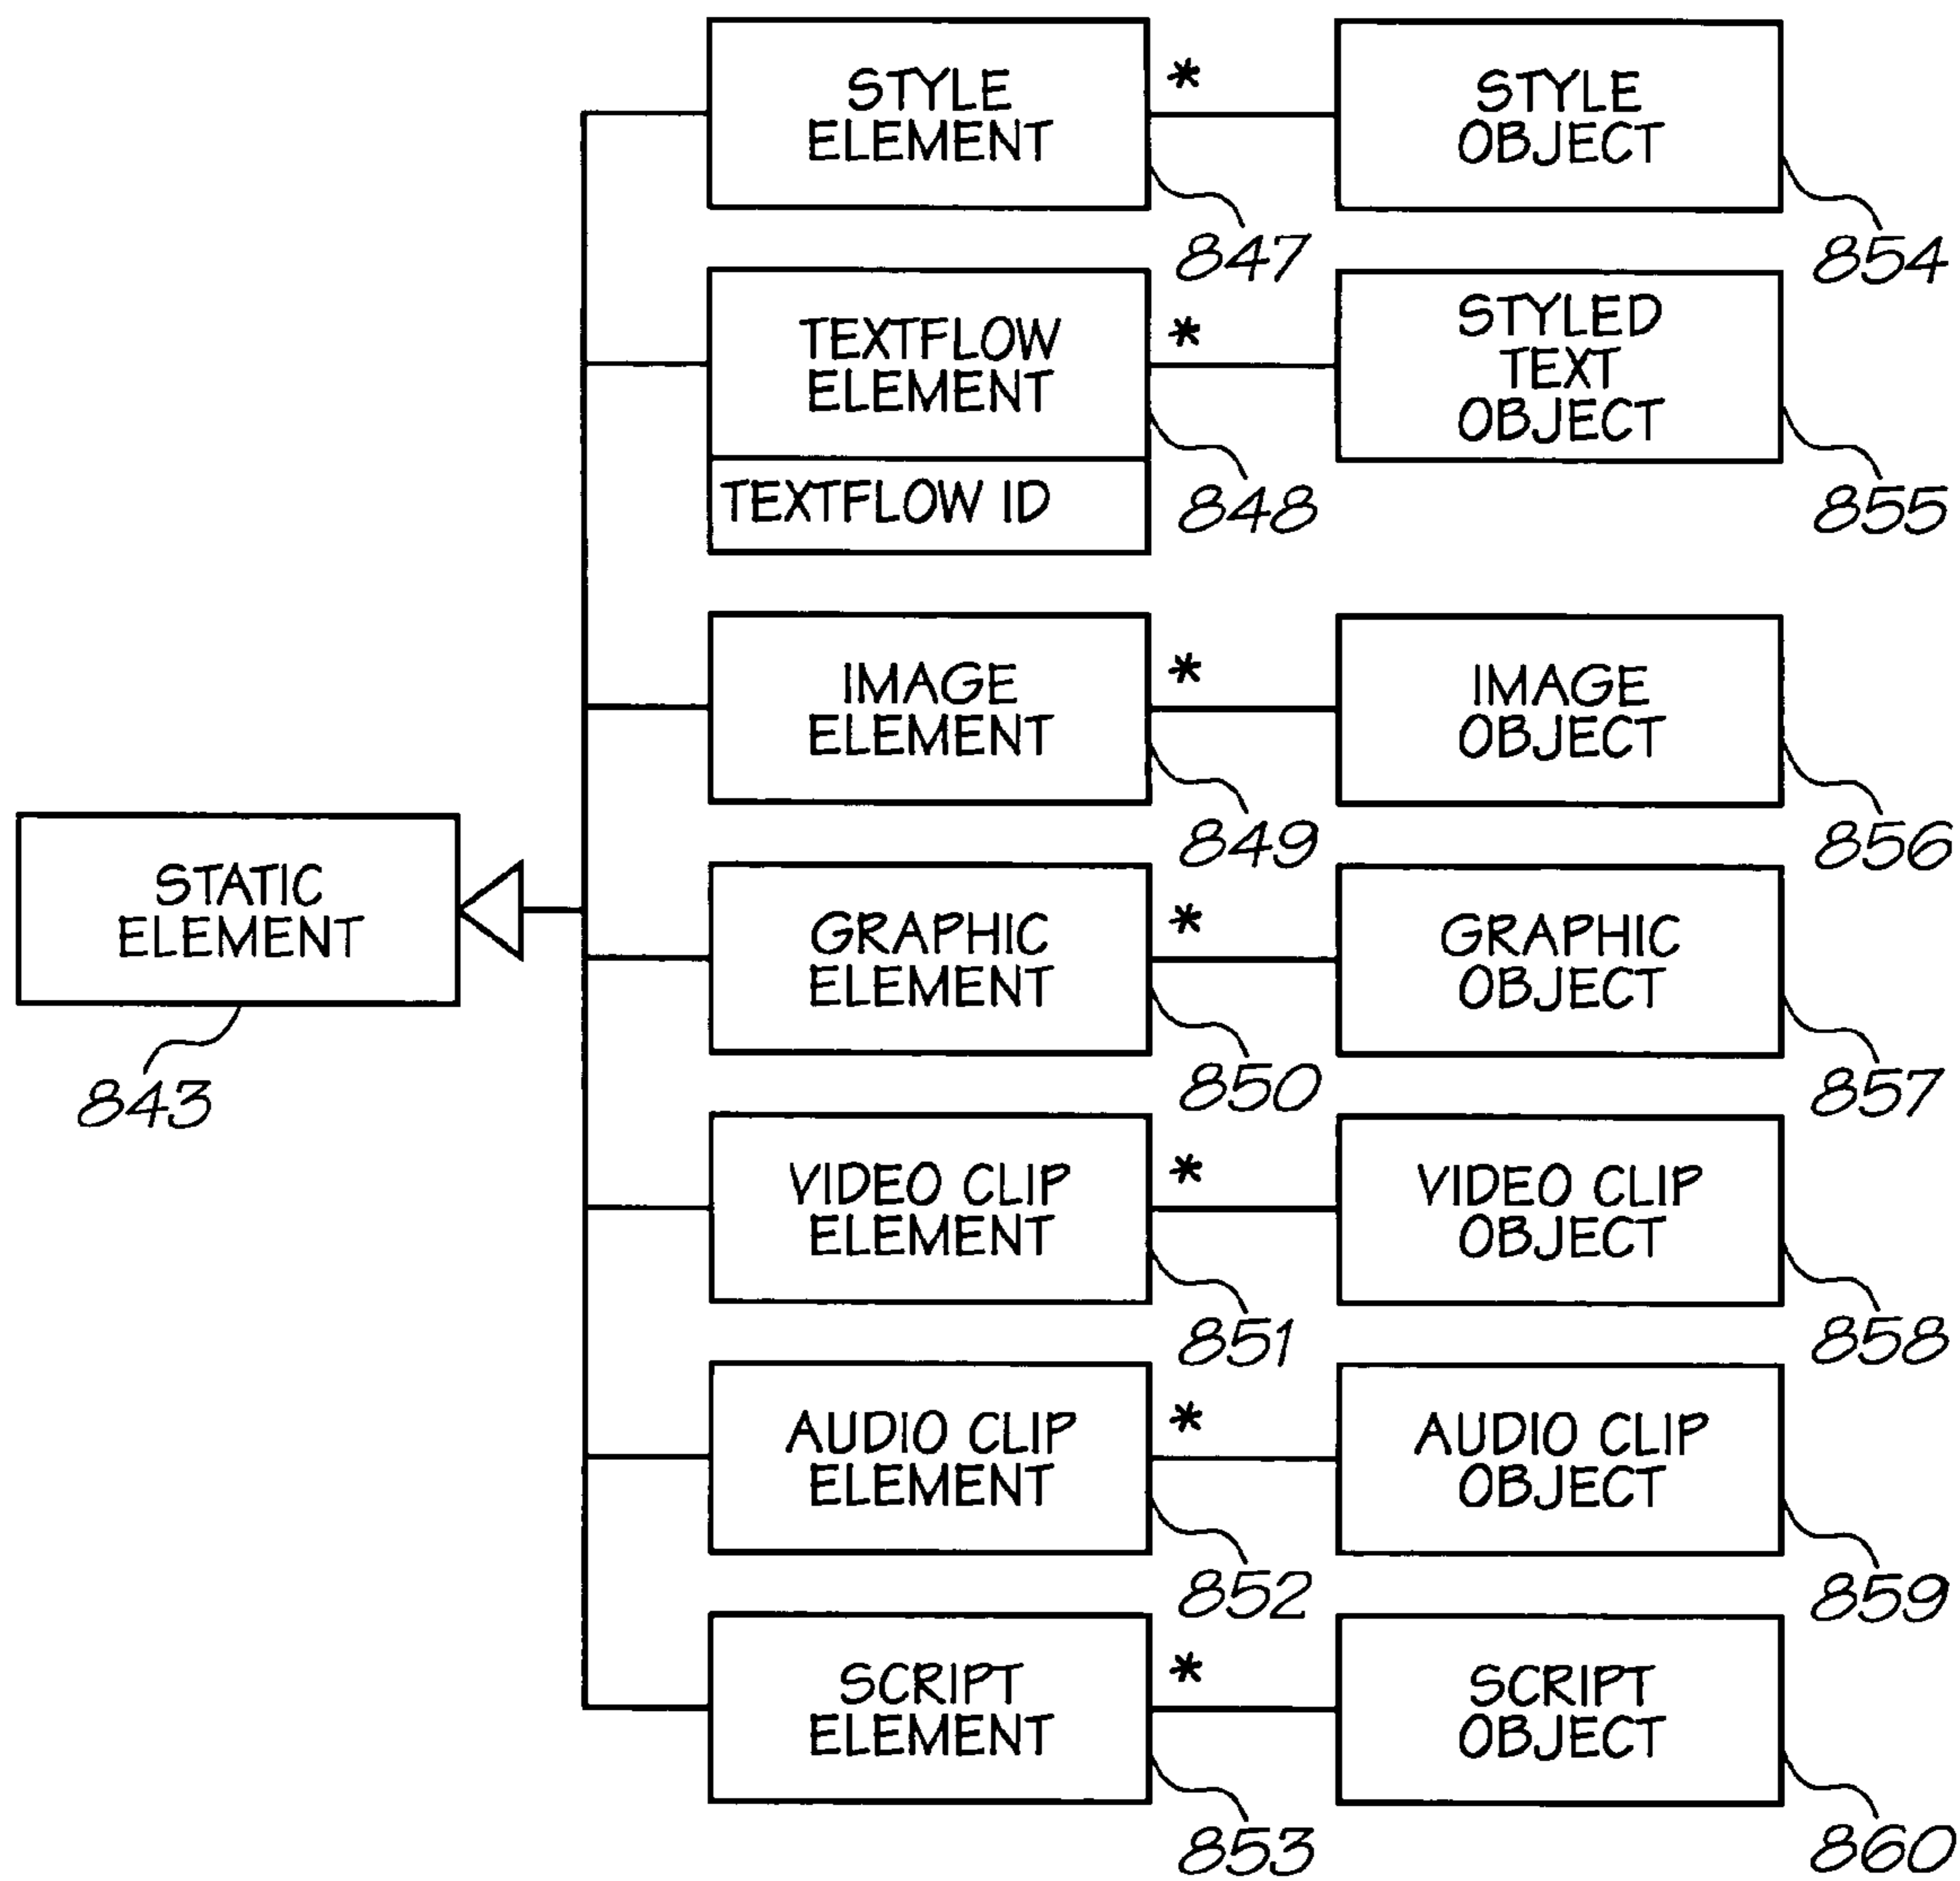 STYLE
ELEMENT
*
STYLE
OBJECT
847
854
TEXTFLOW
ELEMENT
*
STYLED
TEXT
OBJECT
TEXTFLOW ID
848
855
IMAGE
ELEMENT
*
IMAGE
OBJECT
849
856
STATIC
ELEMENT
843
GRAPHIC
ELEMENT
*
GRAPHIC
OBJECT
850
857
VIDEO CLIP
ELEMENT
*
VIDEO CLIP
OBJECT
851
858
AUDIO CLIP
ELEMENT
*
AUDIO CLIP
OBJECT
852
859
SCRIPT
ELEMENT
*
SCRIPT
OBJECT
853
860